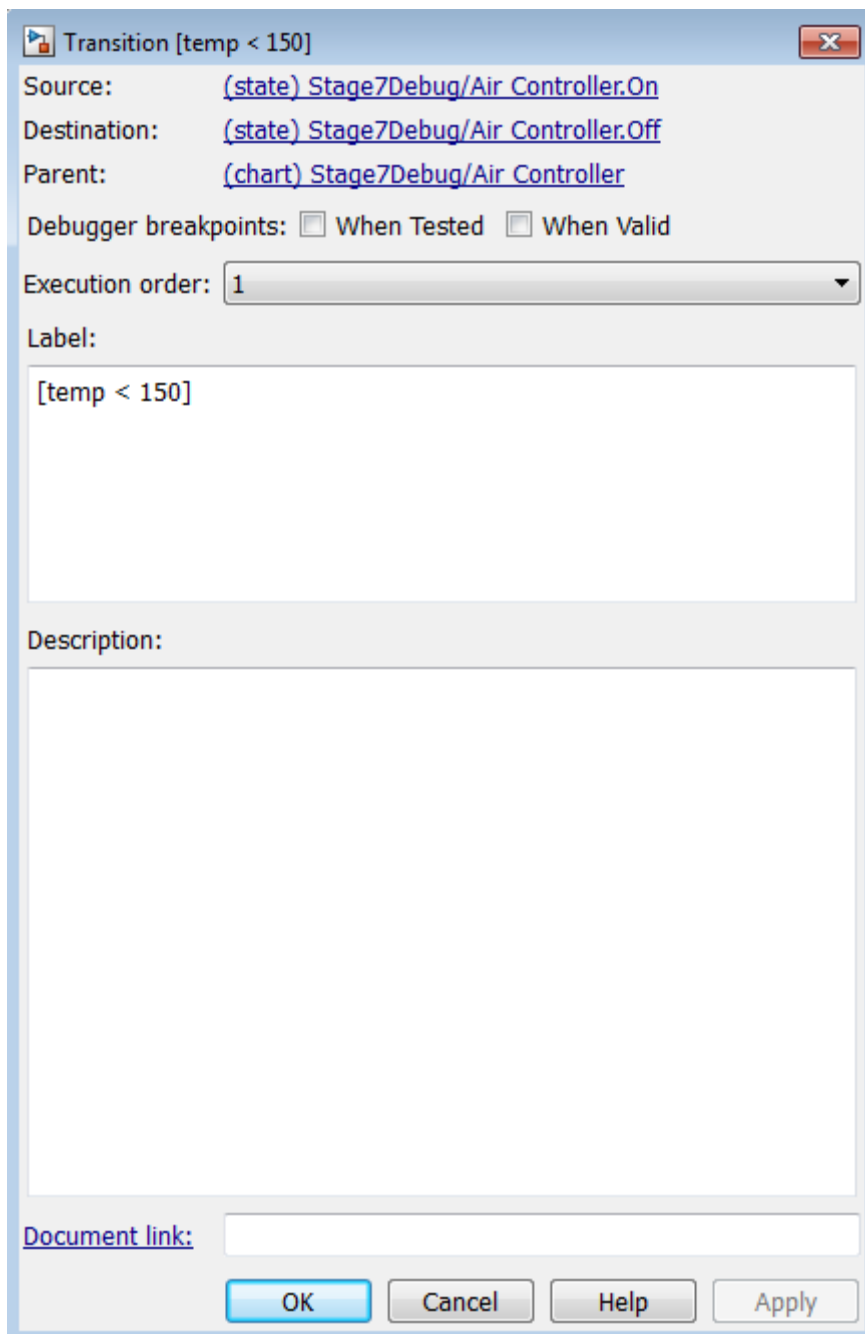 Transition [temp < 150]
Source: (state) Stage7Debug/Air Controller.On
Destination: (state) Stage7Debug/Air Controller.Off
Parent: (chart) Stage7Debug/Air Controller
Debugger breakpoints: When Tested When Valid
Execution order: 1
Label:
[temp < 150]
Description:
Document link:
OK Cancel Help Apply